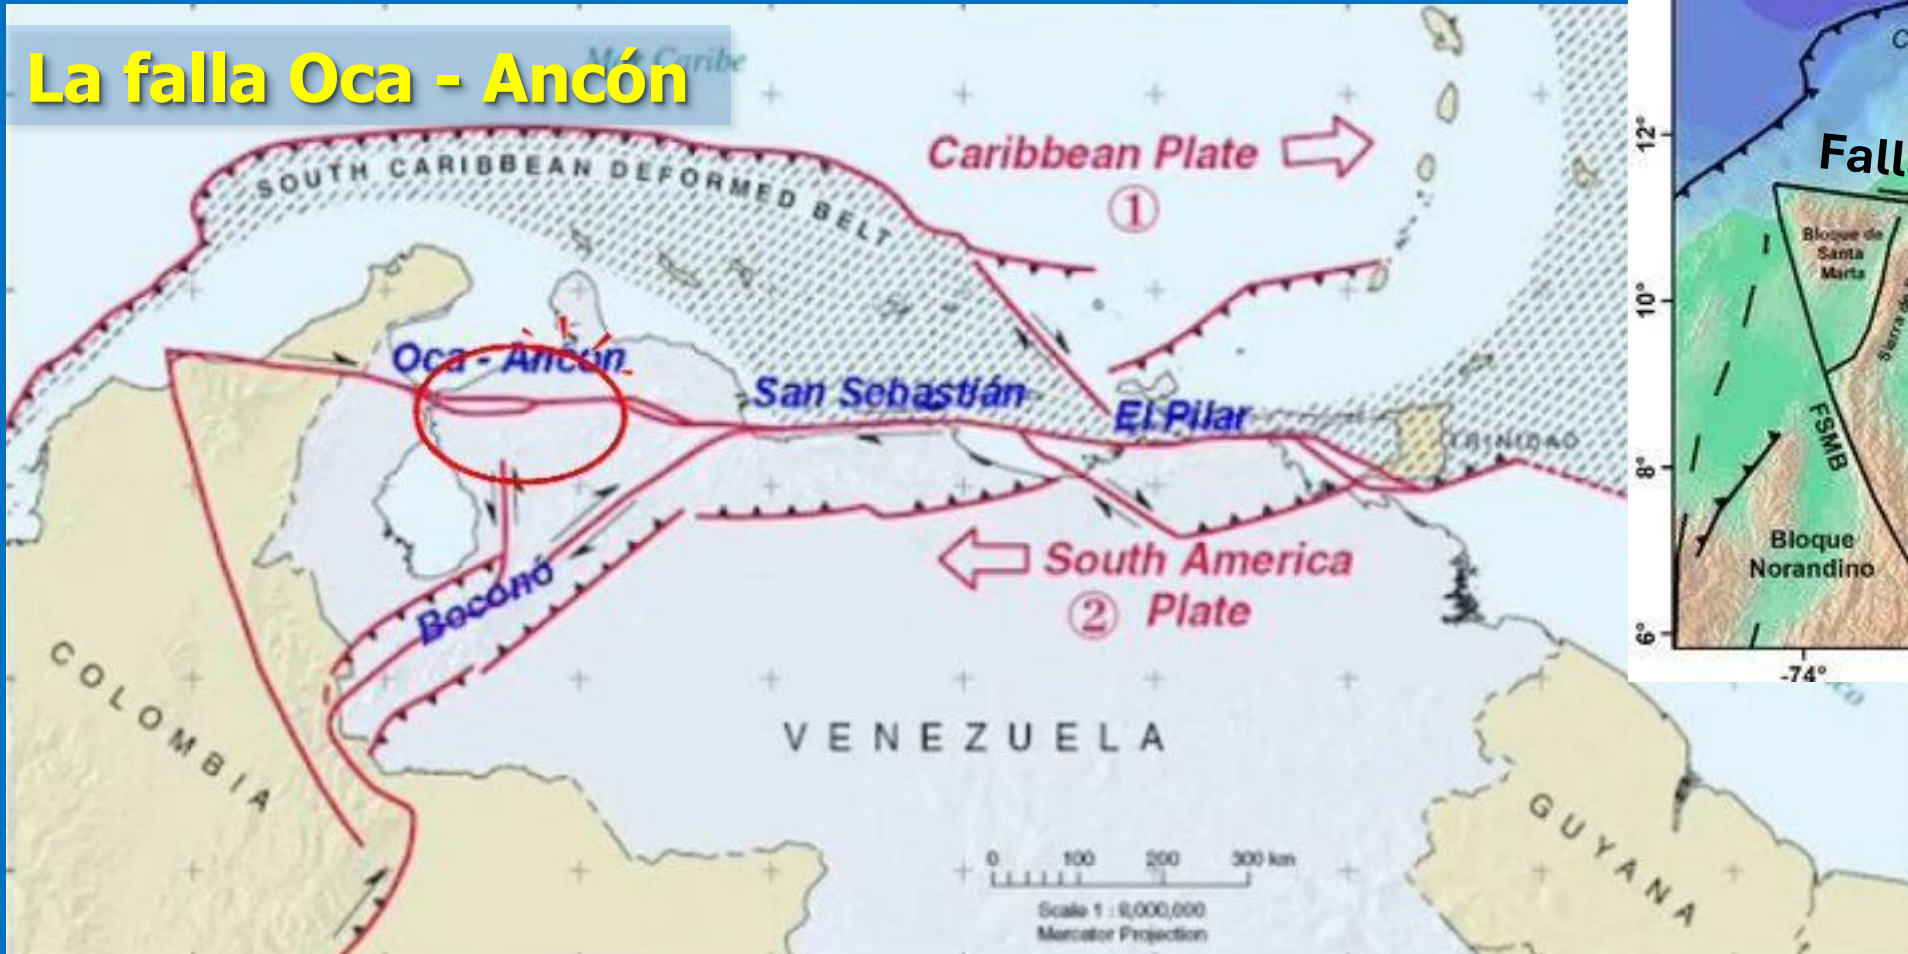 La falla Oca - Ancón
Mar Caribe
SOUTH CARIBBEAN DEFORMED BELT
Caribbean Plate
①
Oca - Ancón
San Sebastián
El Pilar
TRINIDAD
Boconó
South America
② Plate
COLOMBIA
VENEZUELA
GUYANA
0 100 200 300 km
Scale 1 : 8,000,000
Mercator Projection
12°
10°
8°
6°
-74°
Bloque de
Santa
Marta
FSMB
Bloque
Norandino